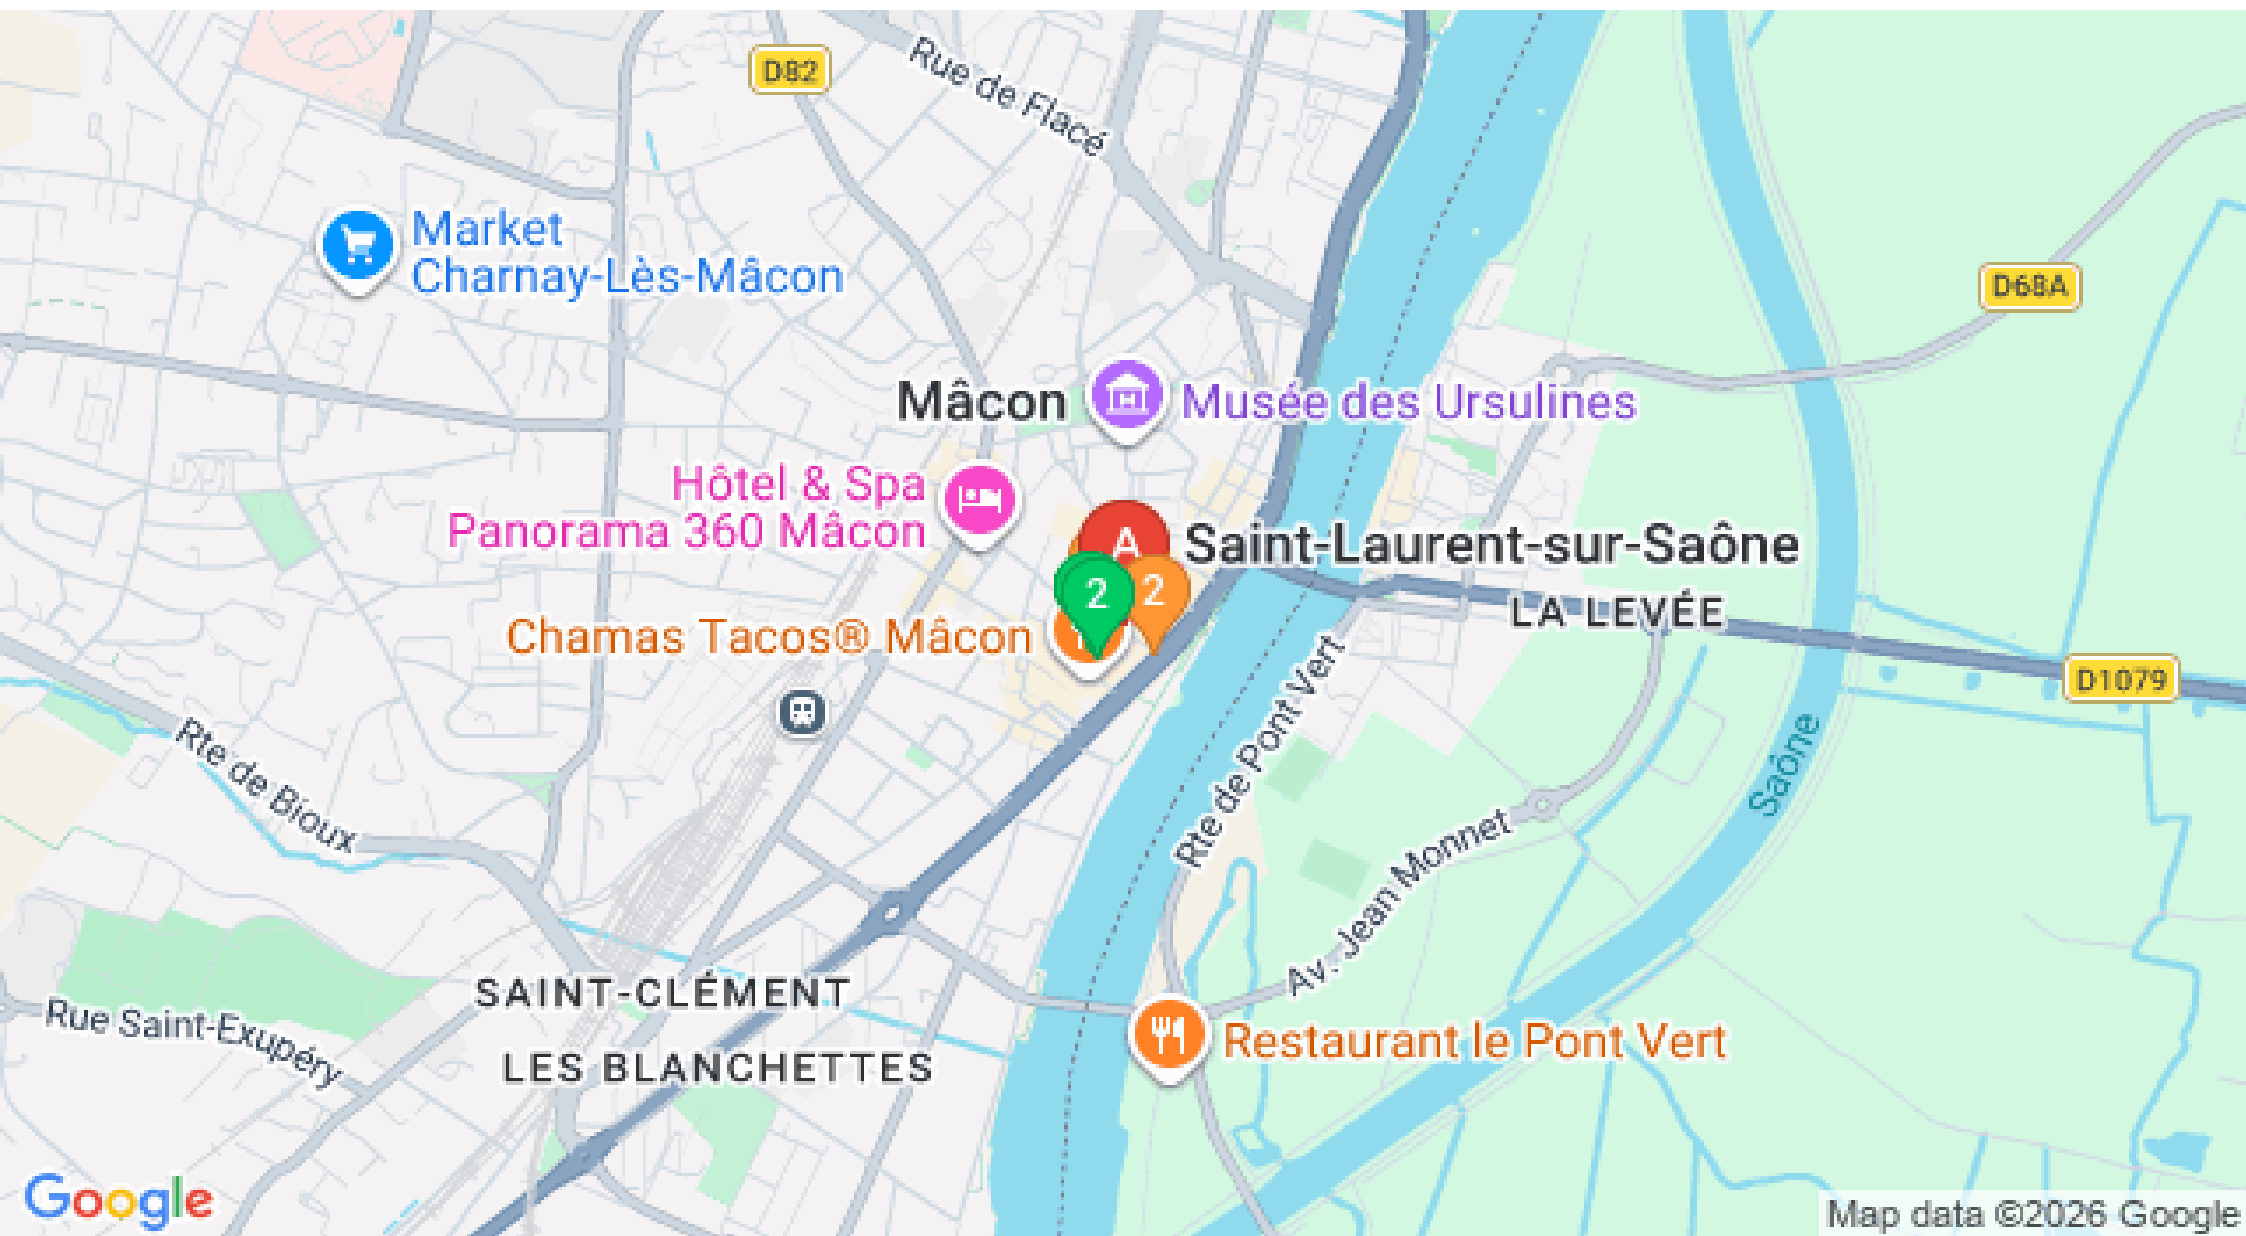 D82
Rue de Flacé
Market
Charnay-Lès-Mâcon
D68A
Mâcon
Musée des Ursulines
Hôtel & Spa
Panorama 360 Mâcon
A
Saint-Laurent-sur-Saône
2
2
LA LEVÉE
Chamas Tacos® Mâcon
D1079
Rte de Pont Vert
Saône
Rte de Bioux
Av. Jean Monnet
SAINT-CLÉMENT
Rue Saint-Exupéry
Restaurant le Pont Vert
LES BLANCHETTES
Google
Map data ©2026 Google